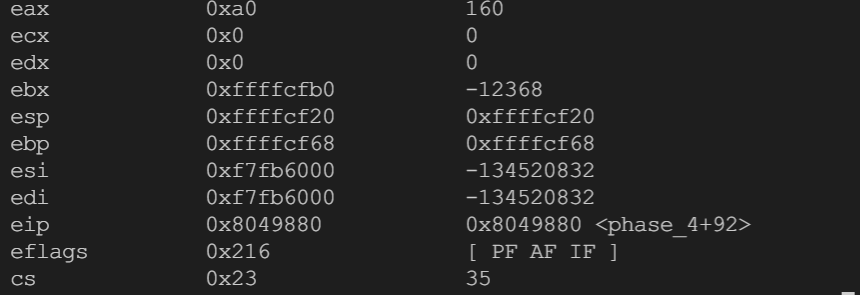 eax 0xa0 160
ecx 0x0 0
edx 0x0 0
ebx 0xffffcfb0 -12368
esp 0xffffcf20 0xffffcf20
ebp 0xffffcf68 0xffffcf68
esi 0xf7fb6000 -134520832
edi 0xf7fb6000 -134520832
eip 0x8049880 0x8049880 <phase_4+92>
eflags 0x216 [ PF AF IF ]
cs 0x23 35